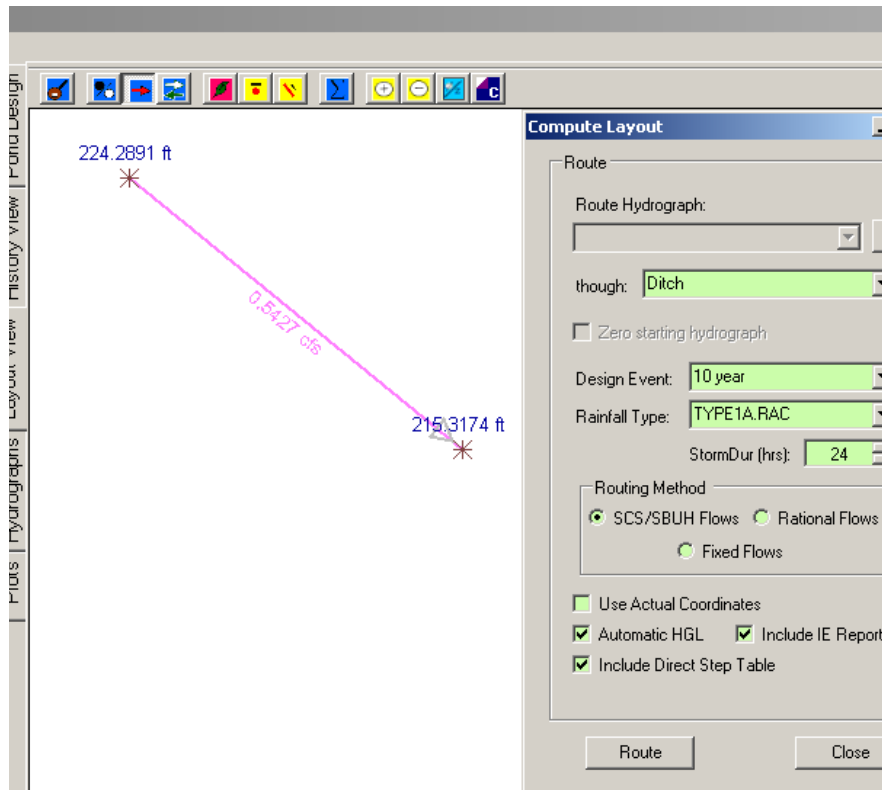 Pond Design
History View
Layout View
Hydrographs
Plots
C
224.2891 ft
0.5427 cfs
215.3174 ft
Compute Layout
Route
Route Hydrograph:
though: Ditch
Zero starting hydrograph
Design Event: 10 year
Rainfall Type: TYPE1A.RAC
StormDur (hrs): 24
Routing Method
SCS/SBUH Flows Rational Flows
Fixed Flows
Use Actual Coordinates
Automatic HGL Include IE Report
Include Direct Step Table
Route Close